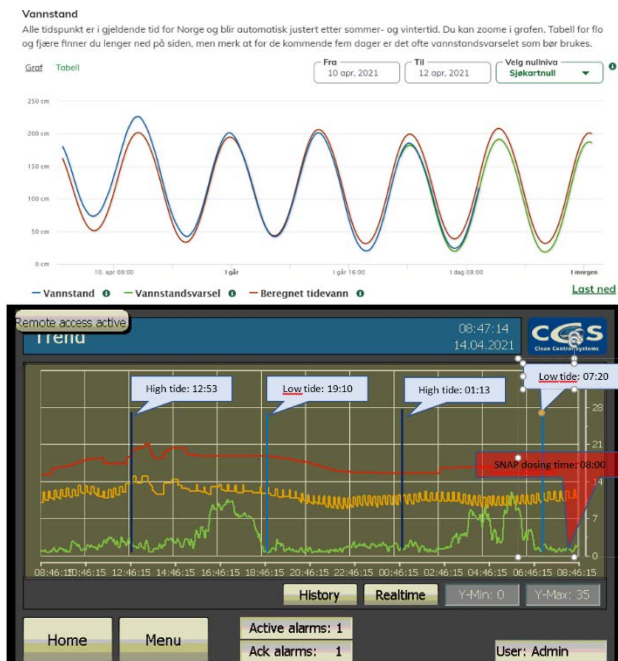 Vannstand
Alle tidspunkt er i gjeldende tid for Norge og blir automatisk justert etter sommer- og vintertid. Du kan zoome i grafen. Tabell for flo
og fjære finner du lenger ned på siden, men merk at for de kommende fem dager er det ofte vannstandsvarselet som bør brukes.
Graf Tabell
Fra
10 apr, 2021
Til
12 apr, 2021
Velg nullnivå
Sjøkartnull
250 cm
200 cm
150 cm
100 cm
50 cm
0 cm
10. apr 08:00 I går I går 16:00 I dag 08:00 I morgen
Vannstand Vannstandsvarsel Beregnet tidevann
Last ned
Remote access active
Trend
08:47:14
14.04.2021
CCS
Clean Control Systems
High tide: 12:53
Low tide: 19:10
High tide: 01:13
Low tide: 07:20
SNAP dosing time: 08:00
28
21
14
7
0
08:46:15 10:46:15 12:46:15 14:46:15 16:46:15 18:46:15 20:46:15 22:46:15 00:46:15 02:46:15 04:46:15 06:46:15 08:46:15
History Realtime Y-Min: 0 Y-Max: 35
Home Menu
Active alarms: 1
Ack alarms: 1
User: Admin